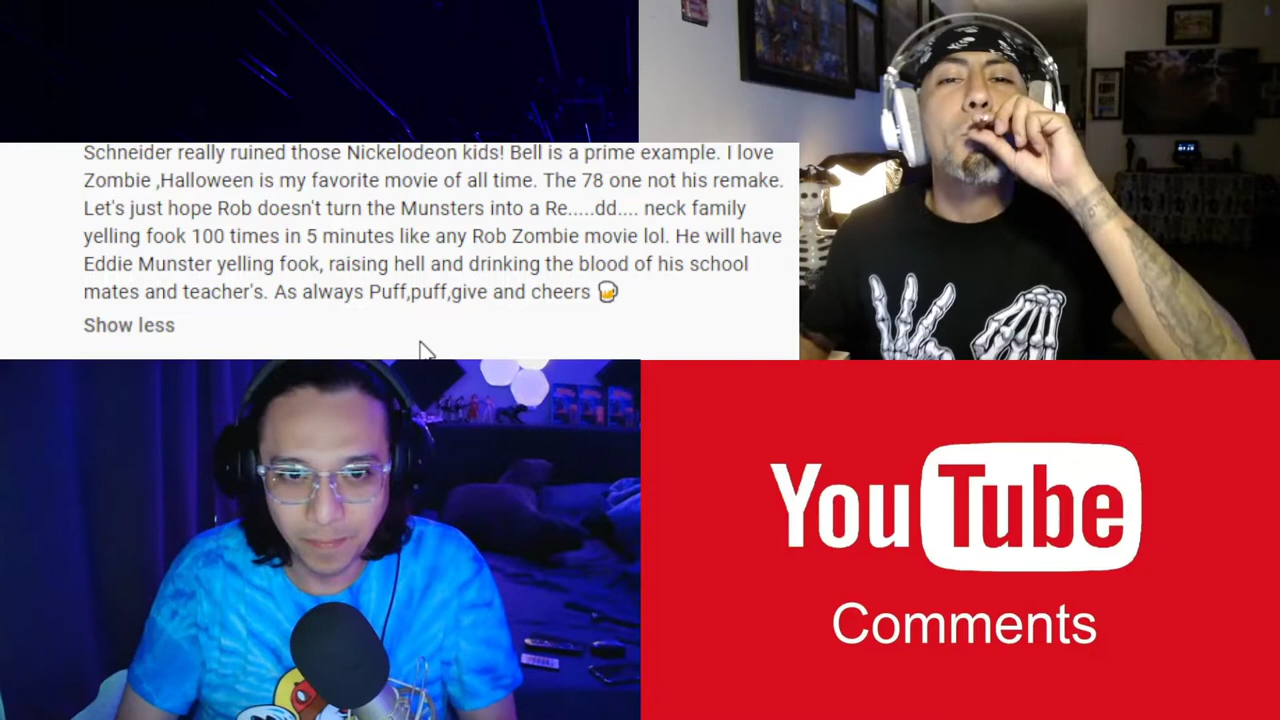 Schneider really ruined those Nickelodeon kids! Bell is a prime example. I love
Zombie ,Halloween is my favorite movie of all time. The 78 one not his remake.
Let's just hope Rob doesn't turn the Munsters into a Re.....dd.... neck family
yelling fook 100 times in 5 minutes like any Rob Zombie movie lol. He will have
Eddie Munster yelling fook, raising hell and drinking the blood of his school
mates and teacher's. As always Puff,puff,give and cheers 🍺
Show less
YouTube
Comments